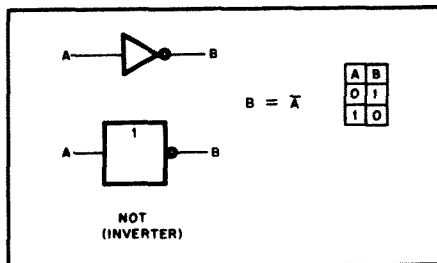 A B
B = A̅
A B
0 1
1 0
1
A B
NOT
(INVERTER)